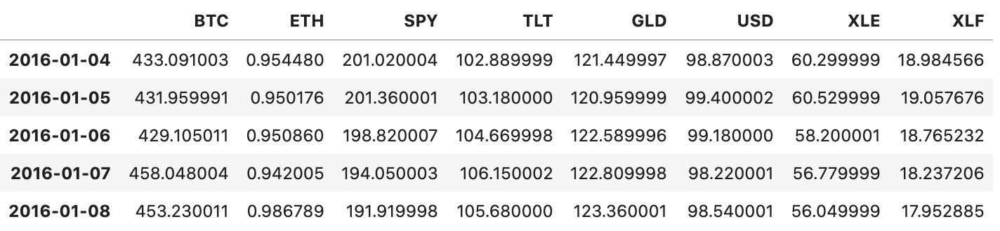 BTC ETH SPY TLT GLD USD XLE XLF
2016-01-04 433.091003 0.954480 201.020004 102.889999 121.449997 98.870003 60.299999 18.984566
2016-01-05 431.959991 0.950176 201.360001 103.180000 120.959999 99.400002 60.529999 19.057676
2016-01-06 429.105011 0.950860 198.820007 104.669998 122.589996 99.180000 58.200001 18.765232
2016-01-07 458.048004 0.942005 194.050003 106.150002 122.809998 98.220001 56.779999 18.237206
2016-01-08 453.230011 0.986789 191.919998 105.680000 123.360001 98.540001 56.049999 17.952885